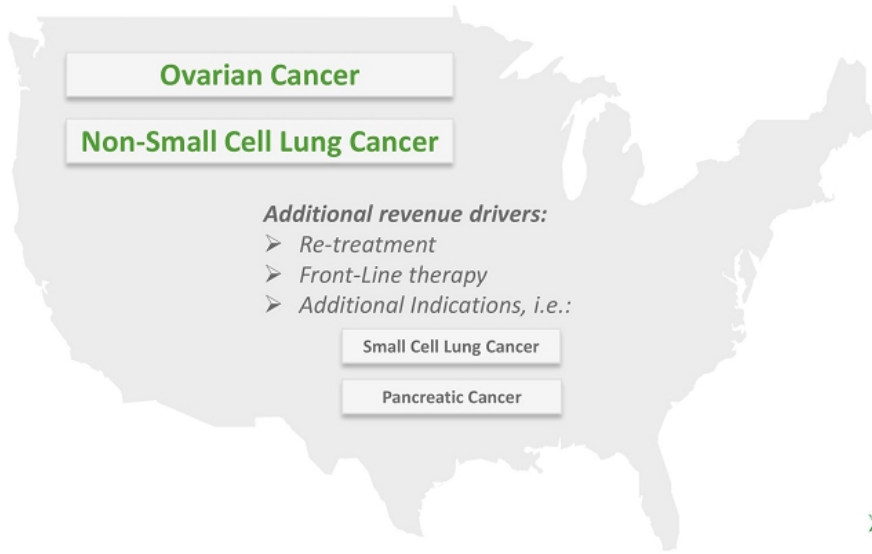 Ovarian Cancer
Non-Small Cell Lung Cancer
Additional revenue drivers:
➢ Re-treatment
➢ Front-Line therapy
➢ Additional Indications, i.e.:
Small Cell Lung Cancer
Pancreatic Cancer